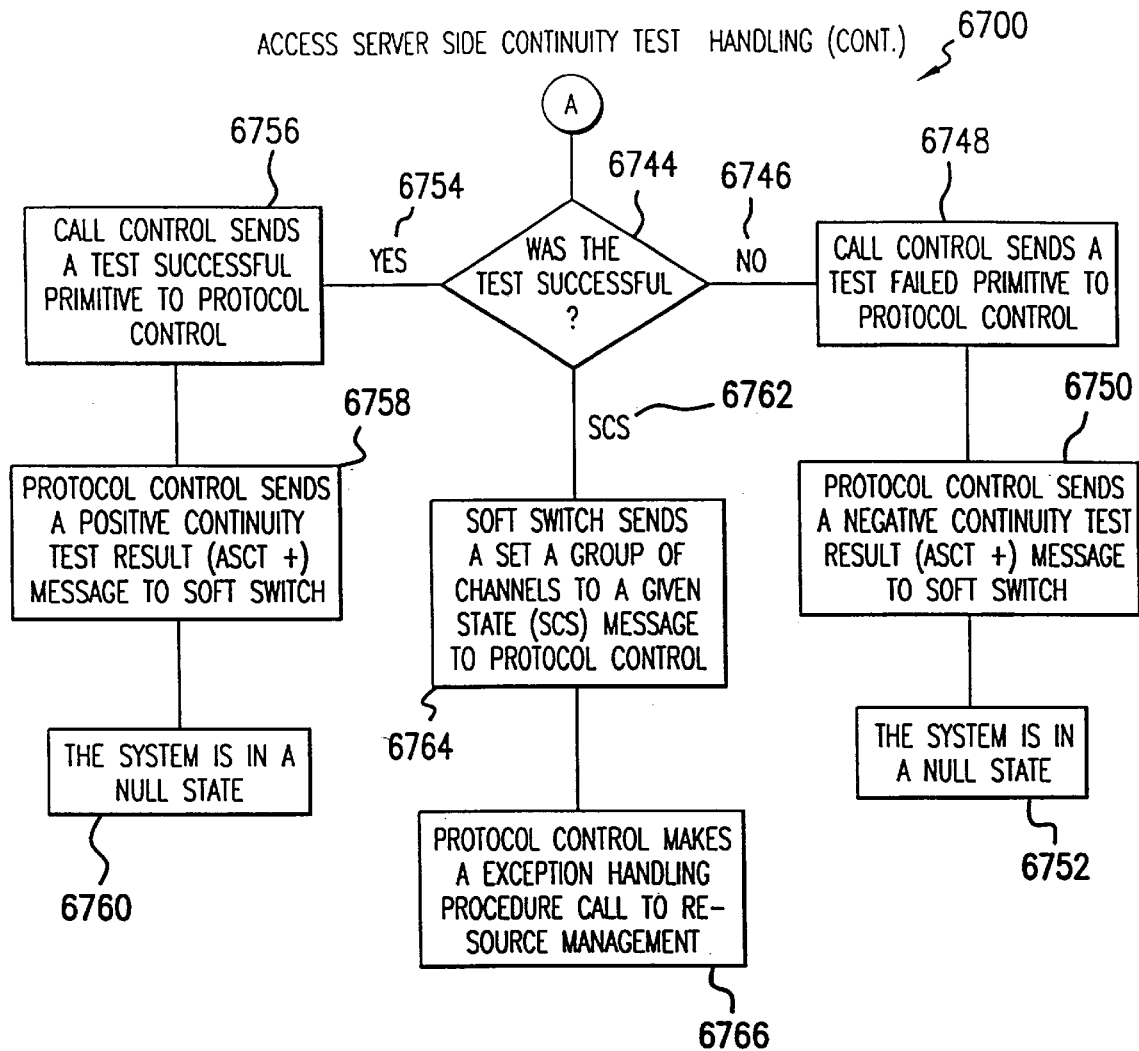 ACCESS SERVER SIDE CONTINUITY TEST HANDLING (CONT.)
6700
A
6756
6754
6744
6746
6748
CALL CONTROL SENDS
A TEST SUCCESSFUL
PRIMITIVE TO PROTOCOL
CONTROL
YES
WAS THE
TEST SUCCESSFUL
?
NO
CALL CONTROL SENDS A
TEST FAILED PRIMITIVE TO
PROTOCOL CONTROL
6758
SCS
6762
6750
PROTOCOL CONTROL SENDS
A POSITIVE CONTINUITY
TEST RESULT (ASCT +)
MESSAGE TO SOFT SWITCH
SOFT SWITCH SENDS
A SET A GROUP OF
CHANNELS TO A GIVEN
STATE (SCS) MESSAGE
TO PROTOCOL CONTROL
PROTOCOL CONTROL SENDS
A NEGATIVE CONTINUITY TEST
RESULT (ASCT +) MESSAGE
TO SOFT SWITCH
6764
THE SYSTEM IS IN A
NULL STATE
THE SYSTEM IS IN
A NULL STATE
6760
6752
PROTOCOL CONTROL MAKES
A EXCEPTION HANDLING
PROCEDURE CALL TO RE-
SOURCE MANAGEMENT
6766